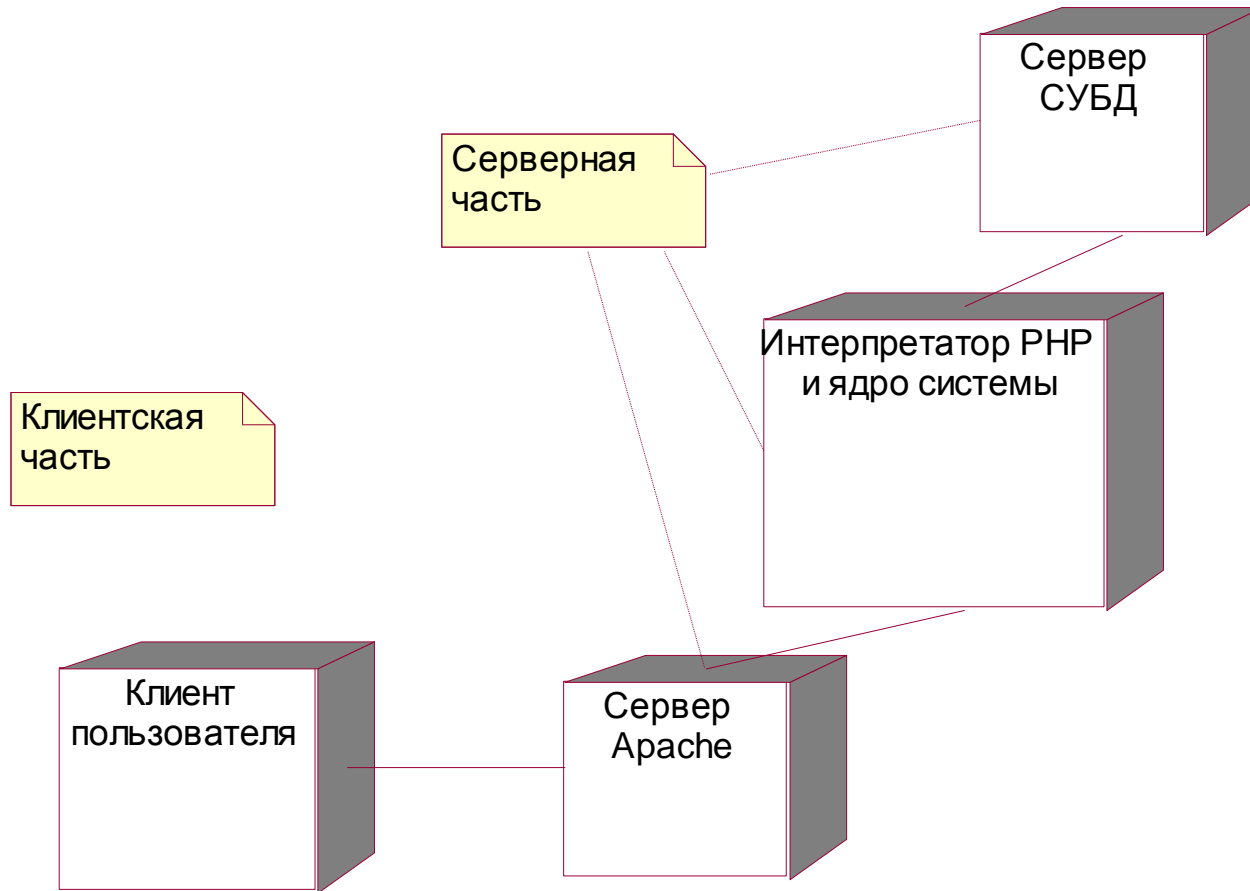 Сервер
СУБД
Серверная
часть
Интерпретатор PHP
и ядро системы
Клиентская
часть
Клиент
пользователя
Сервер
Apache